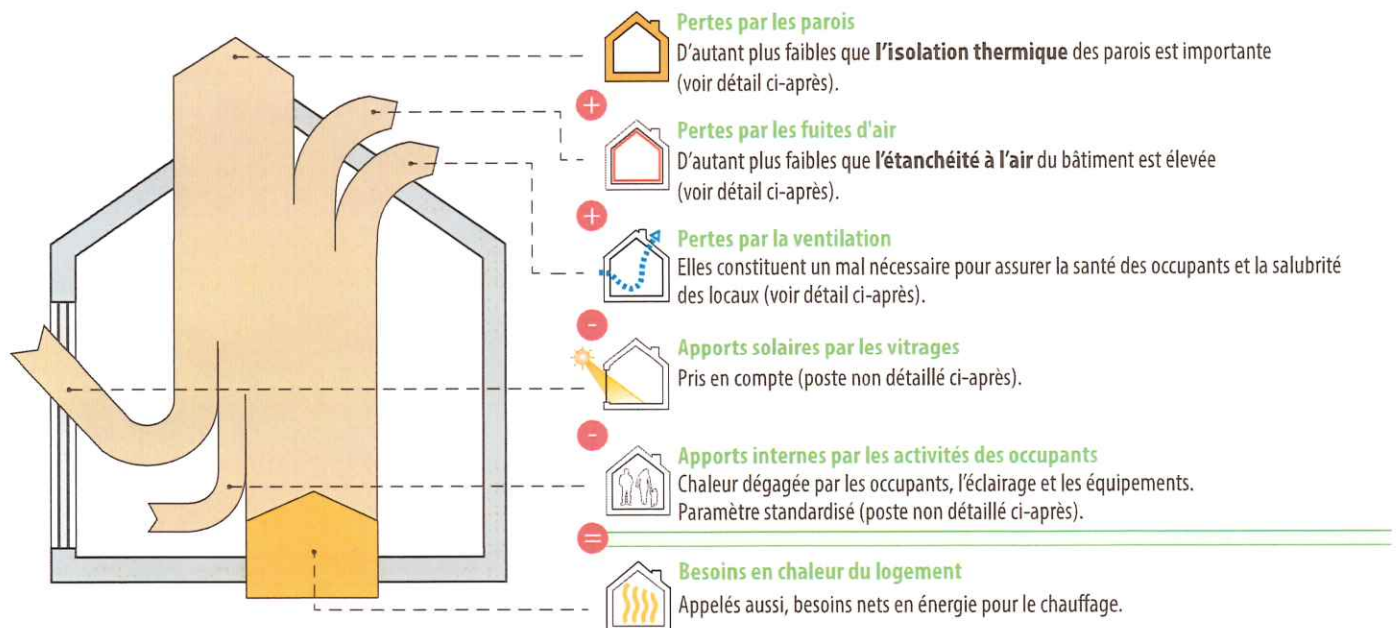 Pertes par les parois
D'autant plus faibles que l'isolation thermique des parois est importante
(voir détail ci-après).
+
Pertes par les fuites d'air
D'autant plus faibles que l'étanchéité à l'air du bâtiment est élevée
(voir détail ci-après).
+
Pertes par la ventilation
Elles constituent un mal nécessaire pour assurer la santé des occupants et la salubrité
des locaux (voir détail ci-après).
-
Apports solaires par les vitrages
Pris en compte (poste non détaillé ci-après).
-
Apports internes par les activités des occupants
Chaleur dégagée par les occupants, l'éclairage et les équipements.
Paramètre standardisé (poste non détaillé ci-après).
=
Besoins en chaleur du logement
Appelés aussi, besoins nets en énergie pour le chauffage.